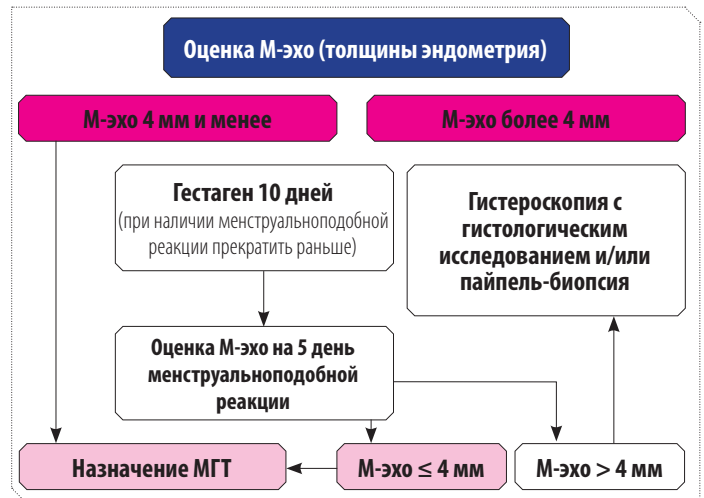 Оценка М-эхо (толщины эндометрия)
М-эхо 4 мм и менее
М-эхо более 4 мм
Гестаген 10 дней
(при наличии менструальноподобной
реакции прекратить раньше)
Гистероскопия с
гистологическим
исследованием и/или
пайпель-биопсия
Оценка М-эхо на 5 день
менструальноподобной
реакции
Назначение МГТ
М-эхо ≤ 4 мм
М-эхо > 4 мм